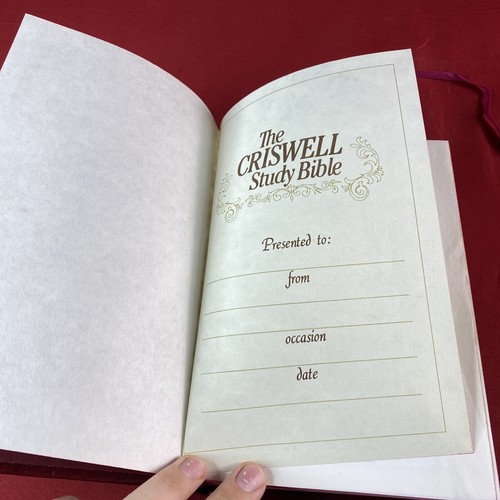 The
CRISWELL
Study Bible
Presented to:
from
occasion
date